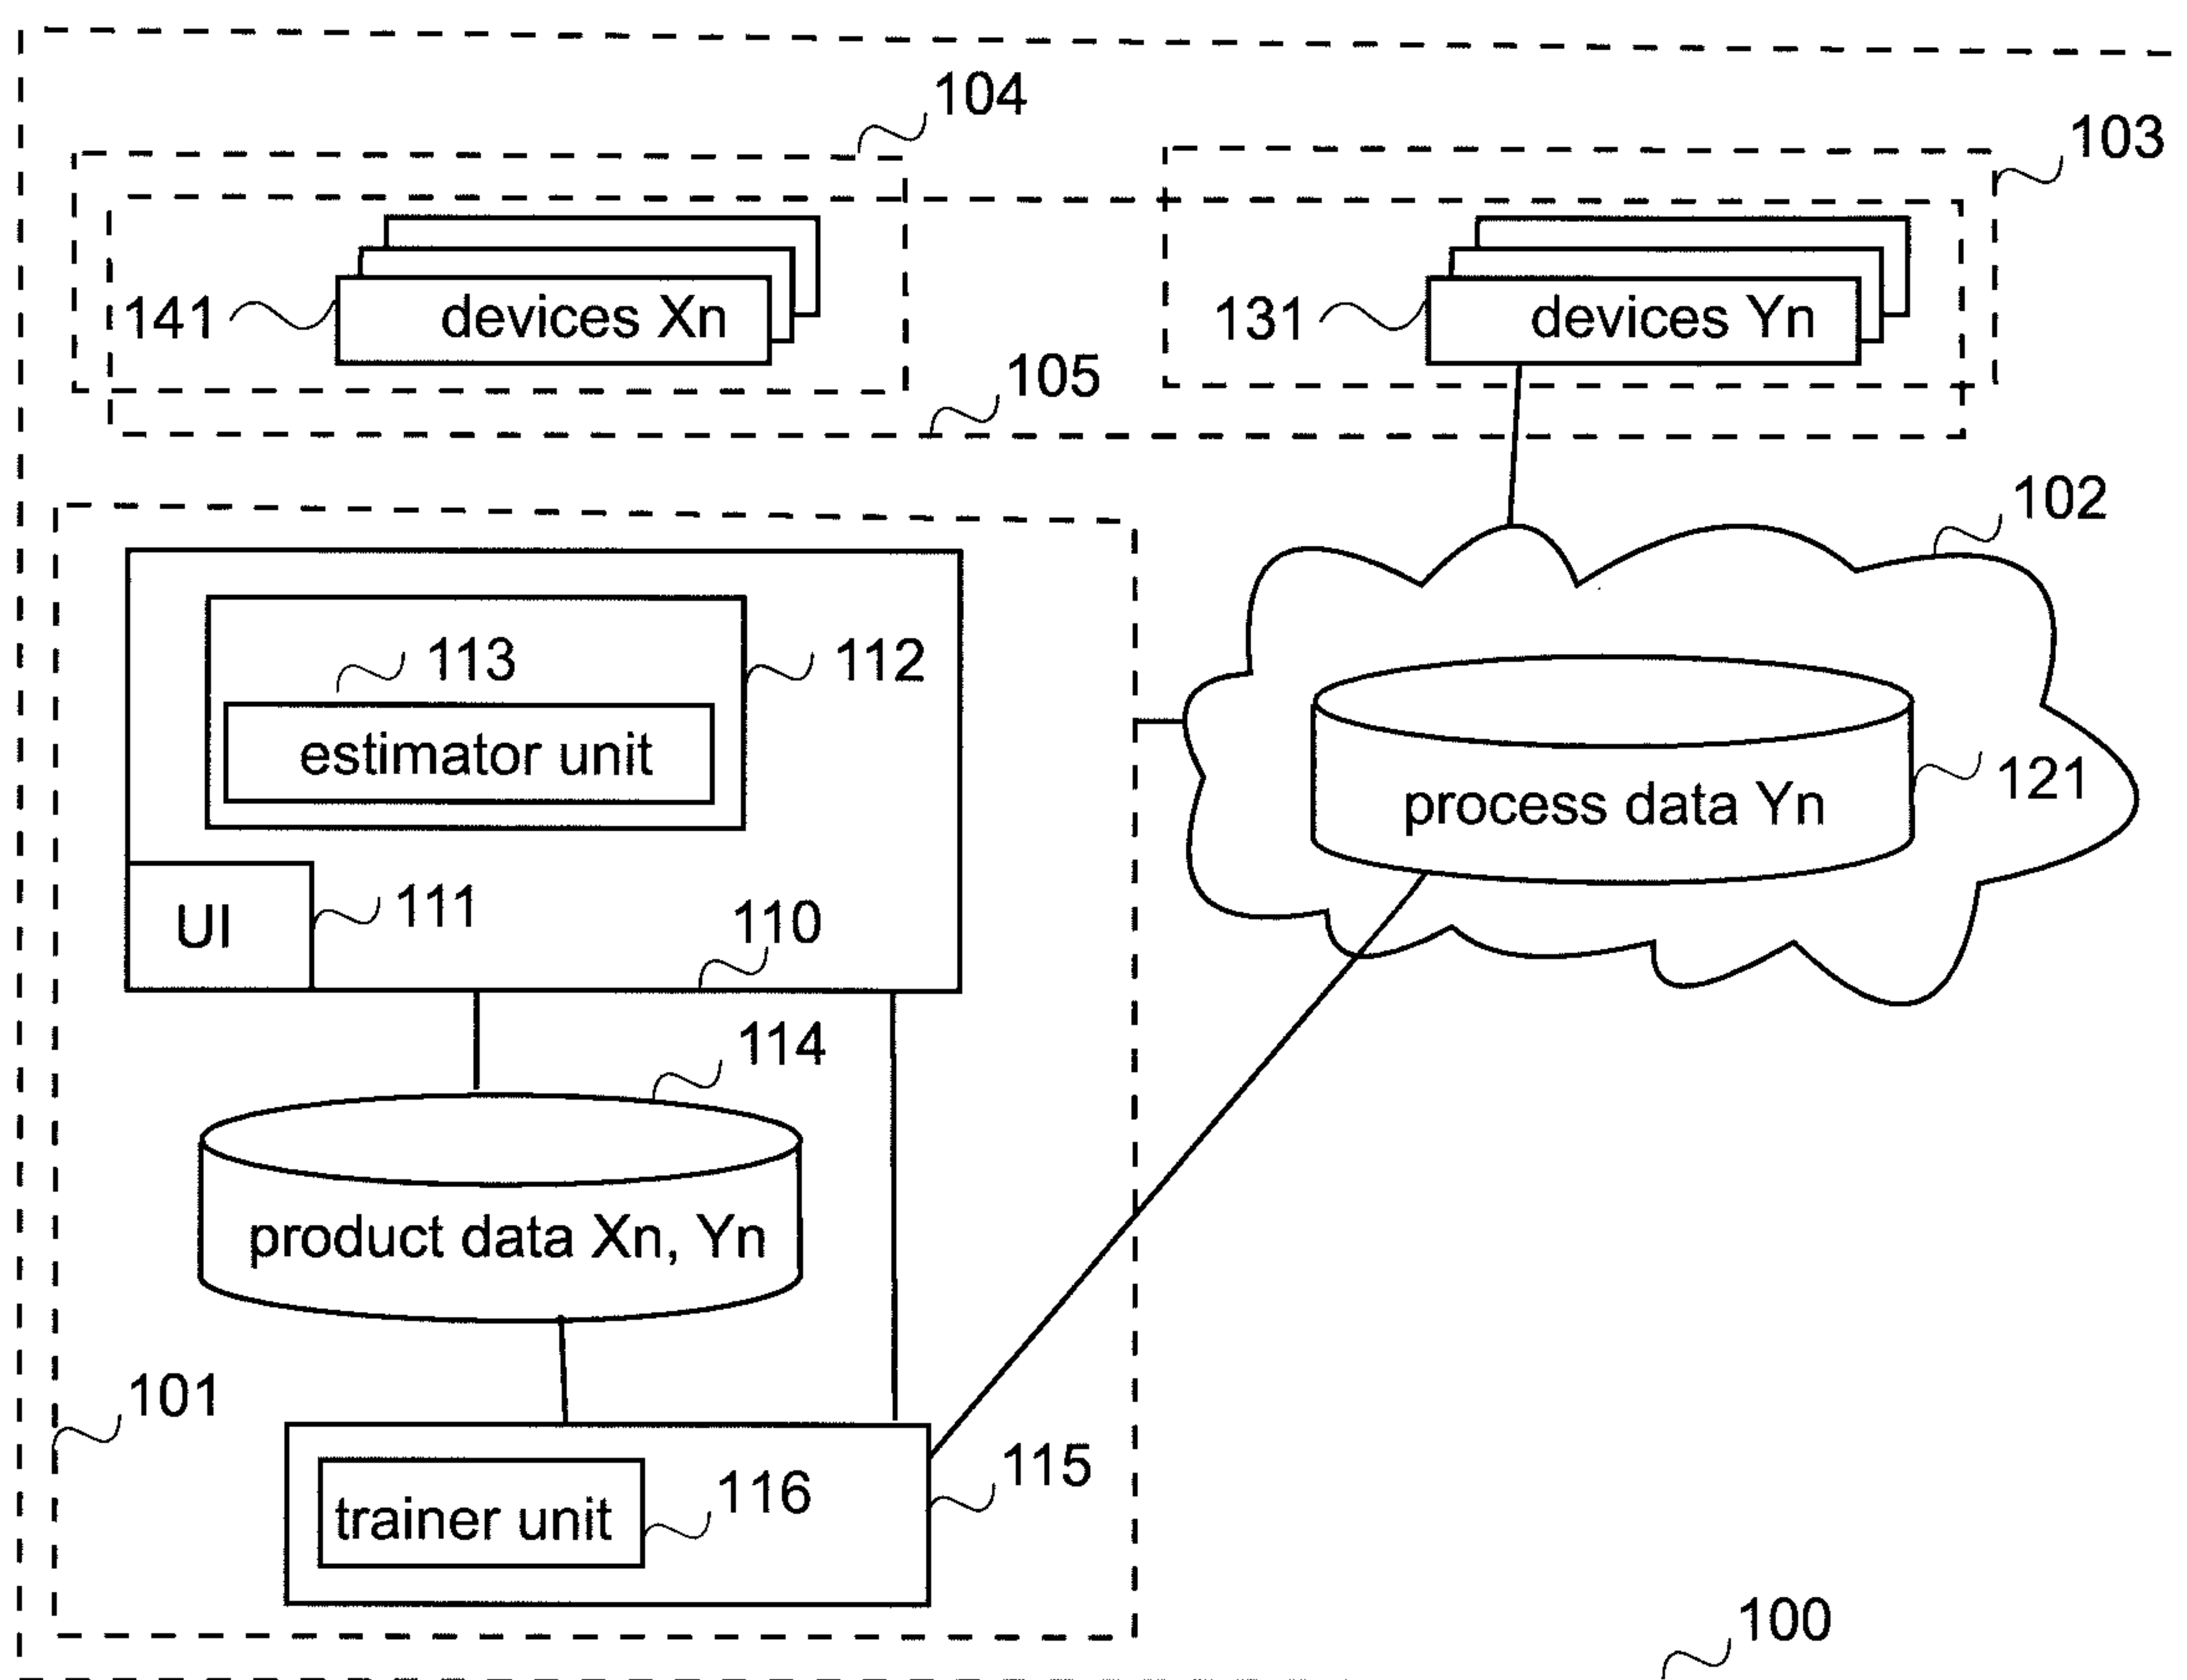 104
103
141
devices Xn
131
devices Yn
105
102
113
112
estimator unit
121
process data Yn
UI
111
110
114
product data Xn, Yn
101
115
116
trainer unit
100